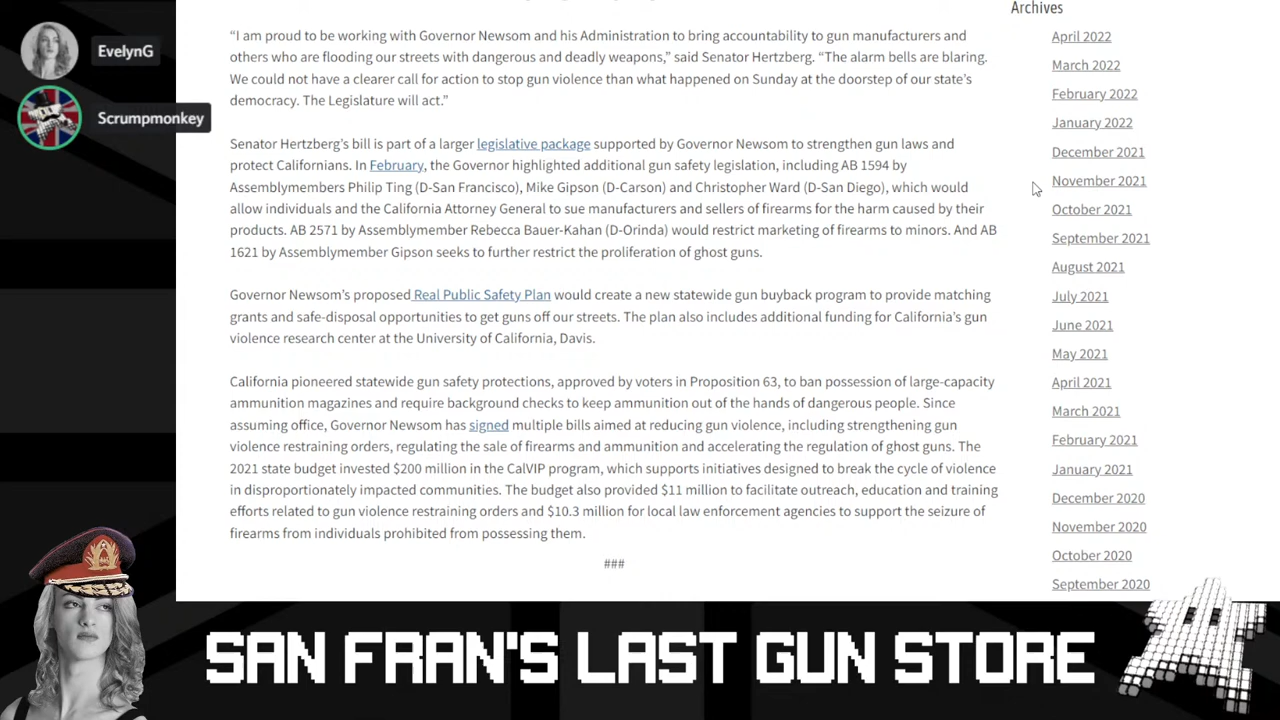 EvelynG
Scrumpmonkey
“I am proud to be working with Governor Newsom and his Administration to bring accountability to gun manufacturers and
others who are flooding our streets with dangerous and deadly weapons,” said Senator Hertzberg. “The alarm bells are blaring.
We could not have a clearer call for action to stop gun violence than what happened on Sunday at the doorstep of our state’s
democracy. The Legislature will act.”
Senator Hertzberg’s bill is part of a larger legislative package supported by Governor Newsom to strengthen gun laws and
protect Californians. In February, the Governor highlighted additional gun safety legislation, including AB 1594 by
Assemblymembers Philip Ting (D-San Francisco), Mike Gipson (D-Carson) and Christopher Ward (D-San Diego), which would
allow individuals and the California Attorney General to sue manufacturers and sellers of firearms for the harm caused by their
products. AB 2571 by Assemblymember Rebecca Bauer-Kahan (D-Orinda) would restrict marketing of firearms to minors. And AB
1621 by Assemblymember Gipson seeks to further restrict the proliferation of ghost guns.
Governor Newsom’s proposed Real Public Safety Plan would create a new statewide gun buyback program to provide matching
grants and safe-disposal opportunities to get guns off our streets. The plan also includes additional funding for California’s gun
violence research center at the University of California, Davis.
California pioneered statewide gun safety protections, approved by voters in Proposition 63, to ban possession of large-capacity
ammunition magazines and require background checks to keep ammunition out of the hands of dangerous people. Since
assuming office, Governor Newsom has signed multiple bills aimed at reducing gun violence, including strengthening gun
violence restraining orders, regulating the sale of firearms and ammunition and accelerating the regulation of ghost guns. The
2021 state budget invested $200 million in the CalVIP program, which supports initiatives designed to break the cycle of violence
in disproportionately impacted communities. The budget also provided $11 million to facilitate outreach, education and training
efforts related to gun violence restraining orders and $10.3 million for local law enforcement agencies to support the seizure of
firearms from individuals prohibited from possessing them.
###
Archives
April 2022
March 2022
February 2022
January 2022
December 2021
November 2021
October 2021
September 2021
August 2021
July 2021
June 2021
May 2021
April 2021
March 2021
February 2021
January 2021
December 2020
November 2020
October 2020
September 2020
SAN FRAN'S LAST GUN STORE